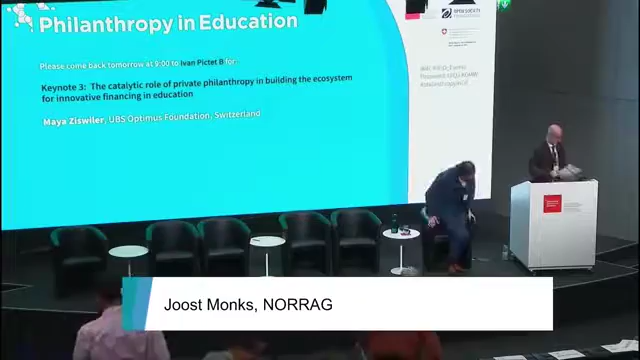 Philanthropy in Education
Please come back tomorrow at 9:00 to Ivan Pictet B for:
Keynote 3: The catalytic role of private philanthropy in building the ecosystem
for innovative financing in education
Maya Ziswiler, UBS Optimus Foundation, Switzerland
Joost Monks, NORRAG